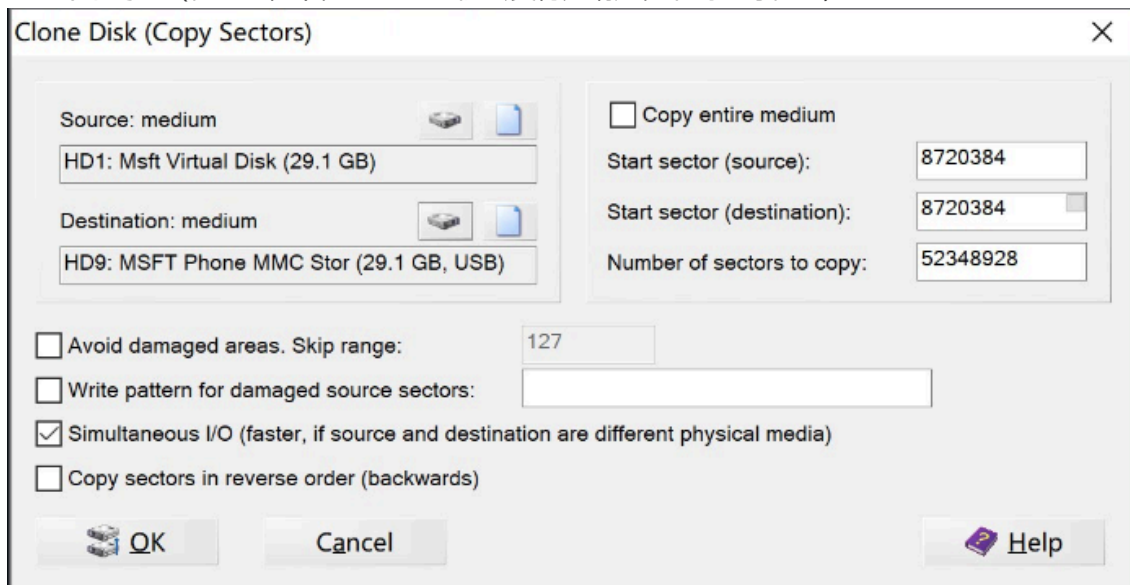 Clone Disk (Copy Sectors)
Source: medium
HD1: Msft Virtual Disk (29.1 GB)
Destination: medium
HD9: MSFT Phone MMC Stor (29.1 GB, USB)
Copy entire medium
Start sector (source): 8720384
Start sector (destination): 8720384
Number of sectors to copy: 52348928
Avoid damaged areas. Skip range: 127
Write pattern for damaged source sectors:
Simultaneous I/O (faster, if source and destination are different physical media)
Copy sectors in reverse order (backwards)
OK Cancel Help